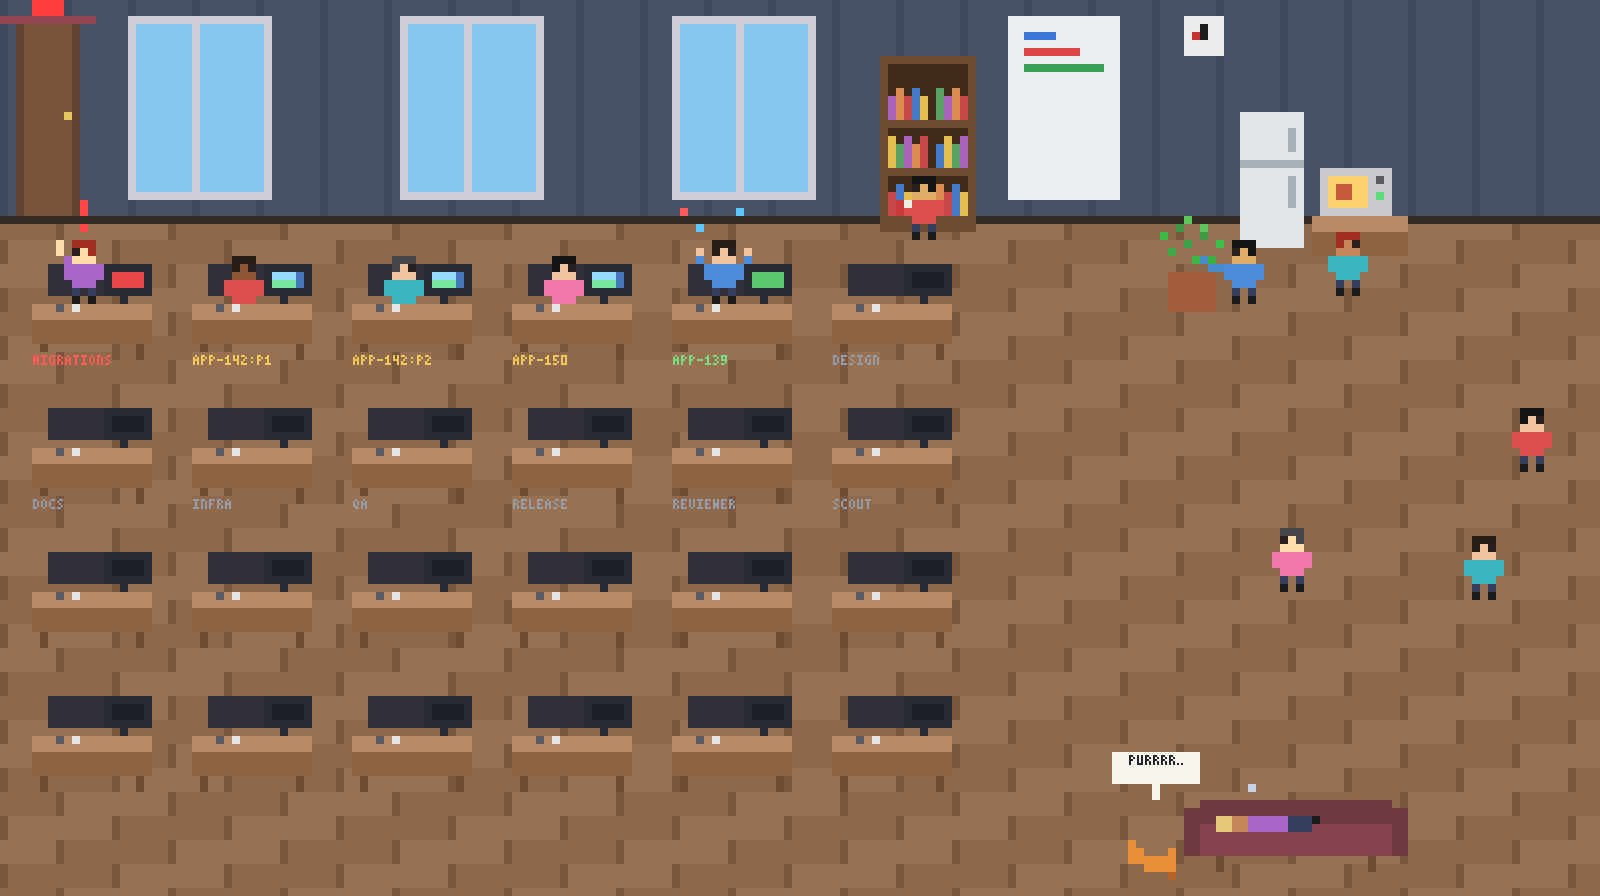 MIGRATIONS
APP-142:P1
APP-142:P2
APP-150
APP-139
DESIGN
DOCS
INFRA
QA
RELEASE
REVIEWER
SCOUT
PURRRR..